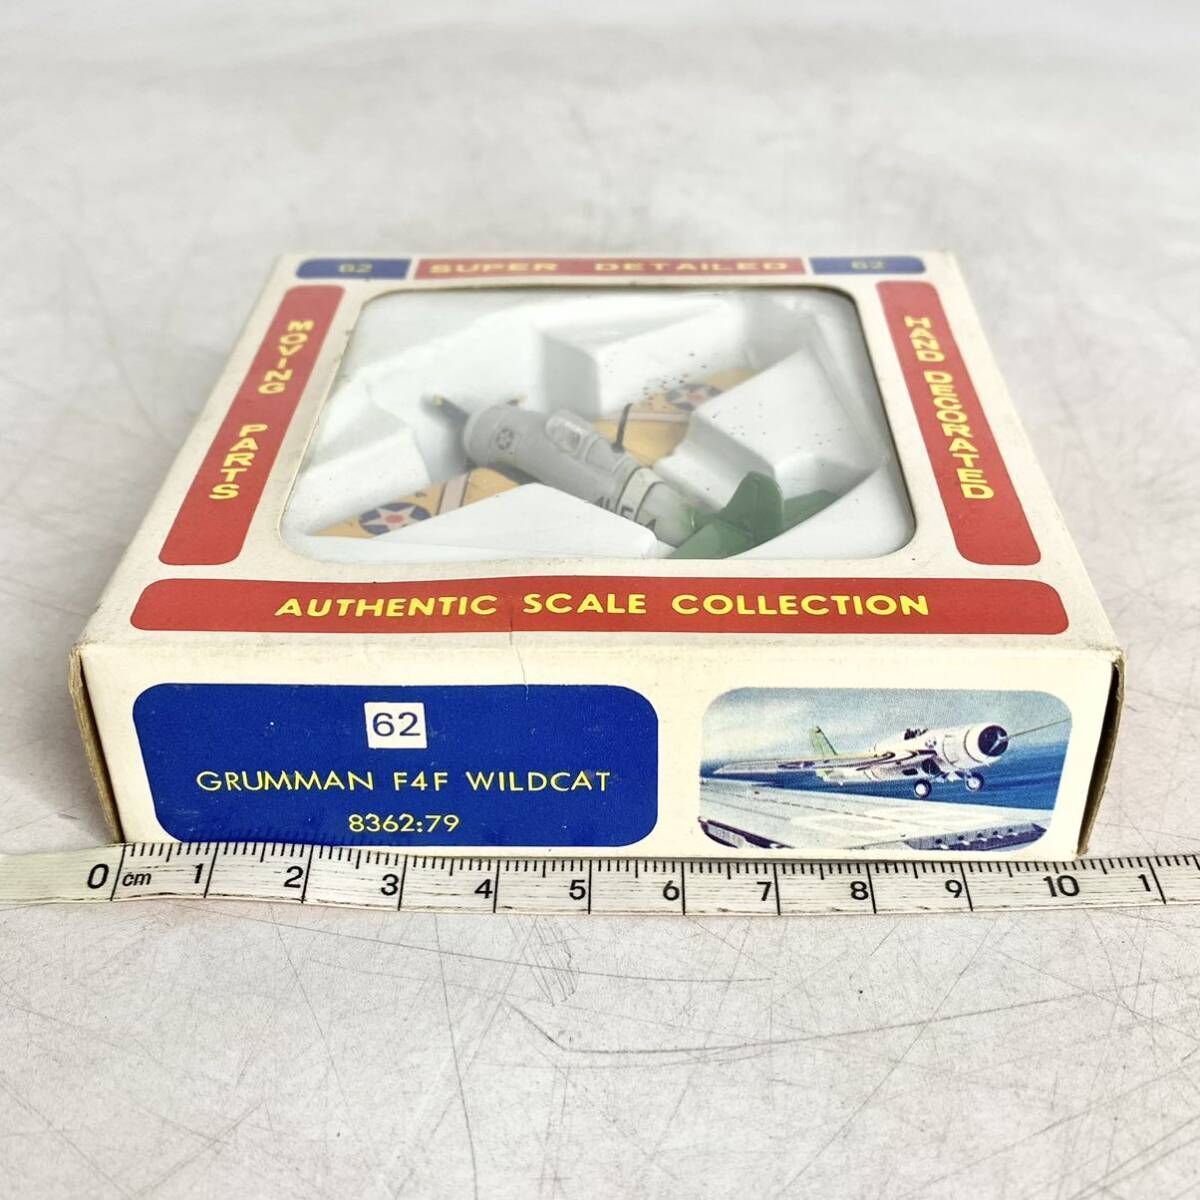 62 SUPER DETAILED 62
MOVING PARTS
HAND DECORATED
4
AUTHENTIC SCALE COLLECTION
62
GRUMMAN F4F WILDCAT
8362:79
0 cm 1 2 3 4 5 6 7 8 9 10 1